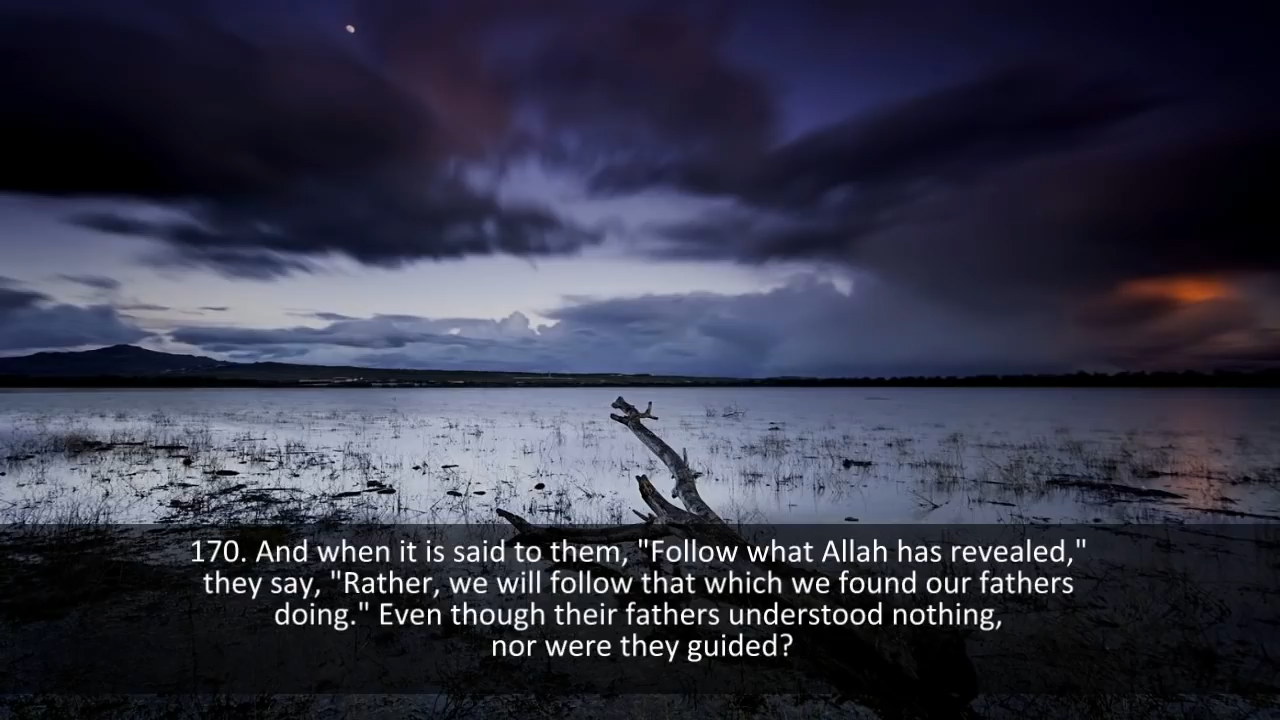 170. And when it is said to them, "Follow what Allah has revealed,"
they say, "Rather, we will follow that which we found our fathers
doing." Even though their fathers understood nothing,
nor were they guided?